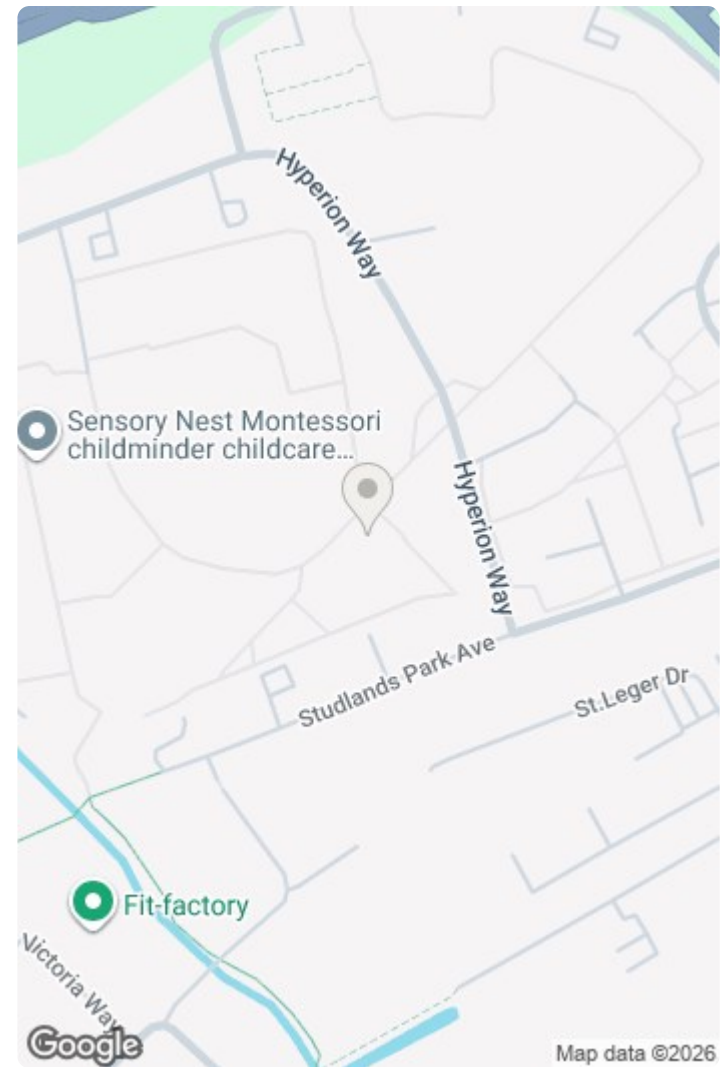 Hyperion Way
Sensory Nest Montessori
childminder childcare...
Hyperion Way
Studlands Park Ave
St.Leger Dr
Fit-factory
Victoria Way
Google
Map data ©2026